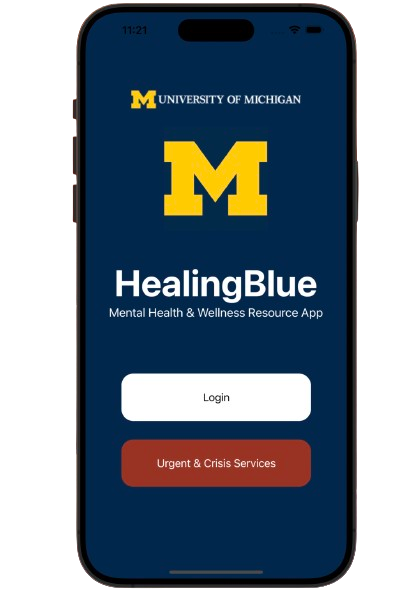 11:21
M UNIVERSITY OF MICHIGAN
M
HealingBlue
Mental Health & Wellness Resource App
Login
Urgent & Crisis Services